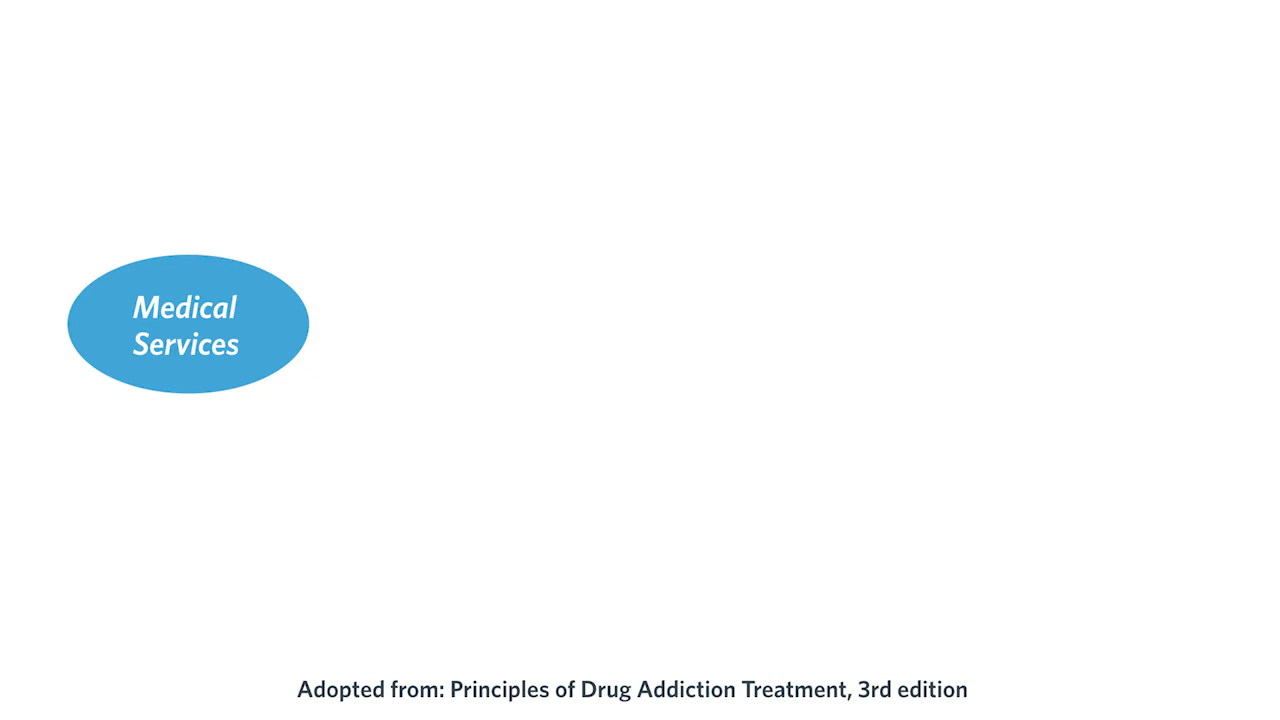 Medical
Services
Adopted from: Principles of Drug Addiction Treatment, 3rd edition